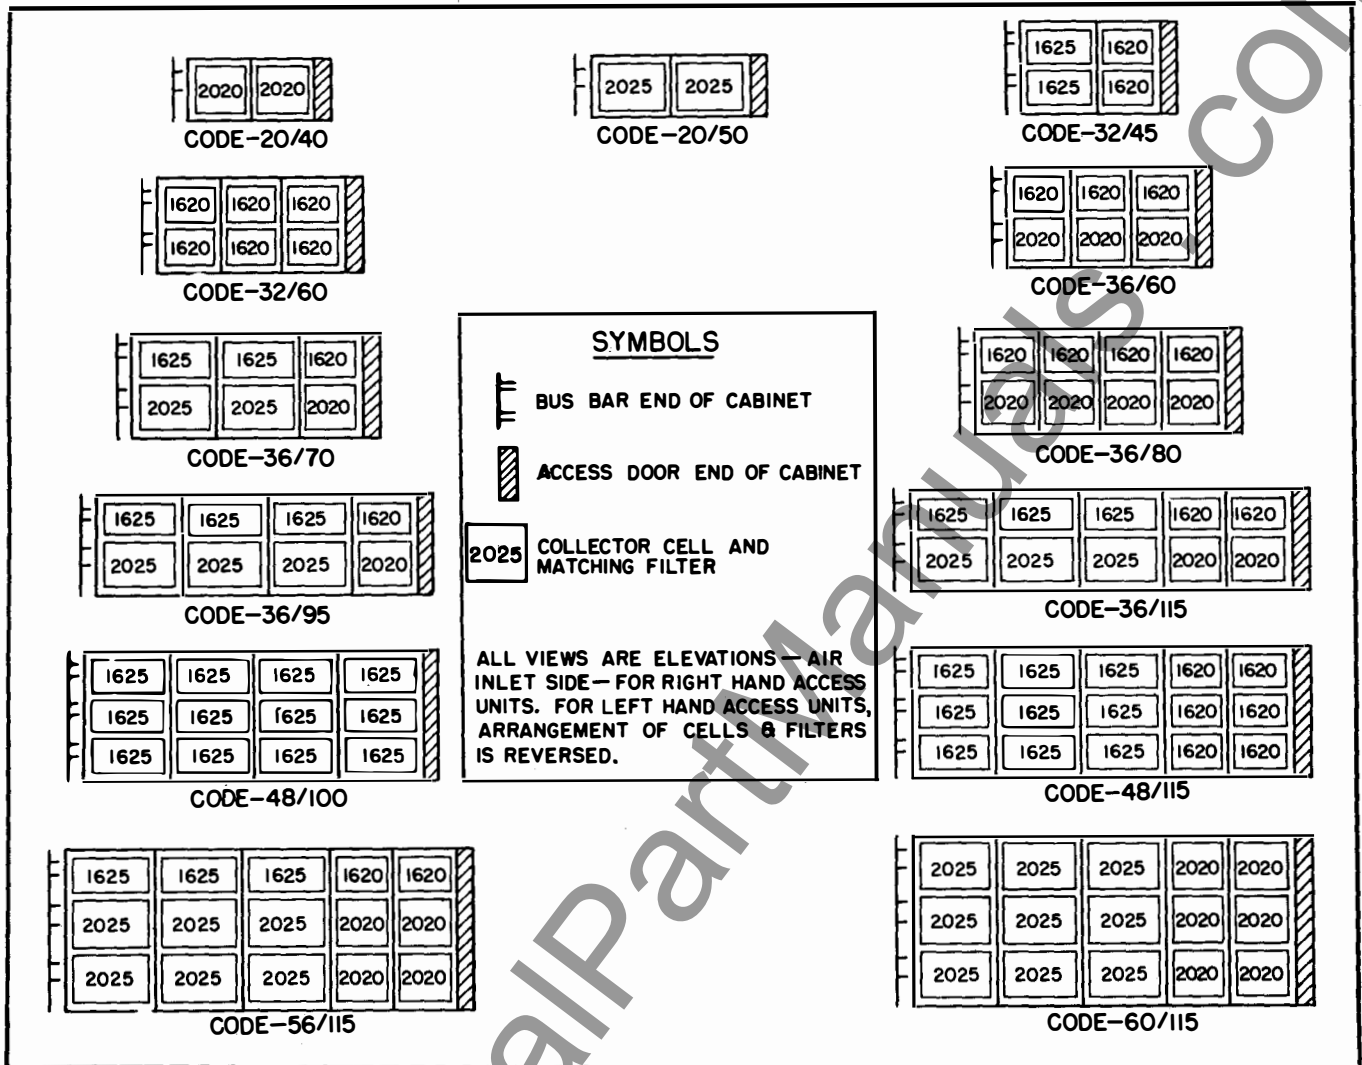 2020 2020
CODE-20/40
2025 2025
CODE-20/50
1625 1620
1625 1620
CODE-32/45
1620 1620 1620
1620 1620 1620
CODE-32/60
1620 1620 1620
2020 2020 2020
CODE-36/60
1625 1625 1620
2025 2025 2020
CODE-36/70
SYMBOLS
BUS BAR END OF CABINET
ACCESS DOOR END OF CABINET
2025 COLLECTOR CELL AND
MATCHING FILTER
ALL VIEWS ARE ELEVATIONS — AIR
INLET SIDE — FOR RIGHT HAND ACCESS
UNITS. FOR LEFT HAND ACCESS UNITS,
ARRANGEMENT OF CELLS & FILTERS
IS REVERSED.
1620 1620 1620 1620
2020 2020 2020 2020
CODE-36/80
1625 1625 1625 1620
2025 2025 2025 2020
CODE-36/95
1625 1625 1625 1620 1620
2025 2025 2025 2020 2020
CODE-36/115
1625 1625 1625 1625
1625 1625 1625 1625
1625 1625 1625 1625
CODE-48/100
1625 1625 1625 1620 1620
1625 1625 1625 1620 1620
1625 1625 1625 1620 1620
CODE-48/115
1625 1625 1625 1620 1620
2025 2025 2025 2020 2020
2025 2025 2025 2020 2020
CODE-56/115
2025 2025 2025 2020 2020
2025 2025 2025 2020 2020
2025 2025 2025 2020 2020
CODE-60/115
alPartManuals.co